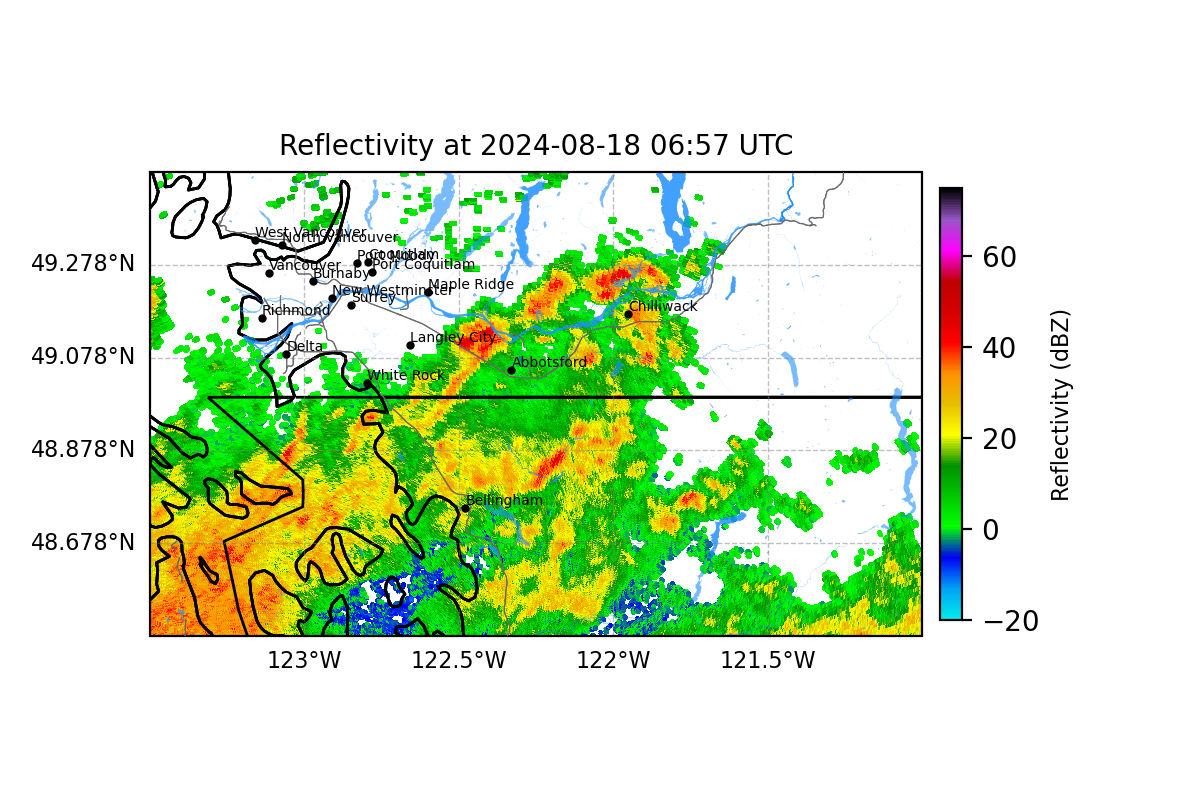 Reflectivity at 2024-08-18 06:57 UTC
West Vancouver
North Vancouver
Port Moody
Coquitlam
Port Coquitlam
Vancouver
Burnaby
Maple Ridge
New Westminster
Surrey
Richmond
Chilliwack
Langley City
Delta
Abbotsford
White Rock
Bellingham
49.278°N
49.078°N
48.878°N
48.678°N
123°W
122.5°W
122°W
121.5°W
60
40
20
0
−20
Reflectivity (dBZ)